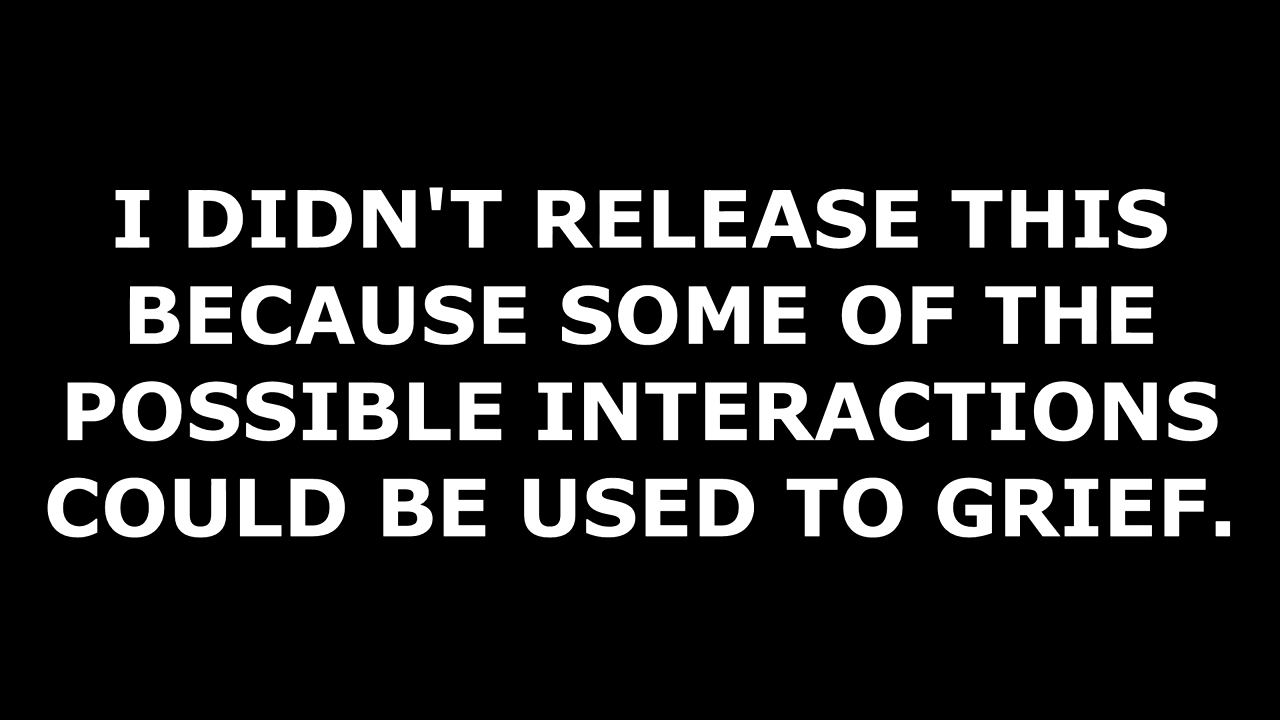 I DIDN'T RELEASE THIS
BECAUSE SOME OF THE
POSSIBLE INTERACTIONS
COULD BE USED TO GRIEF.